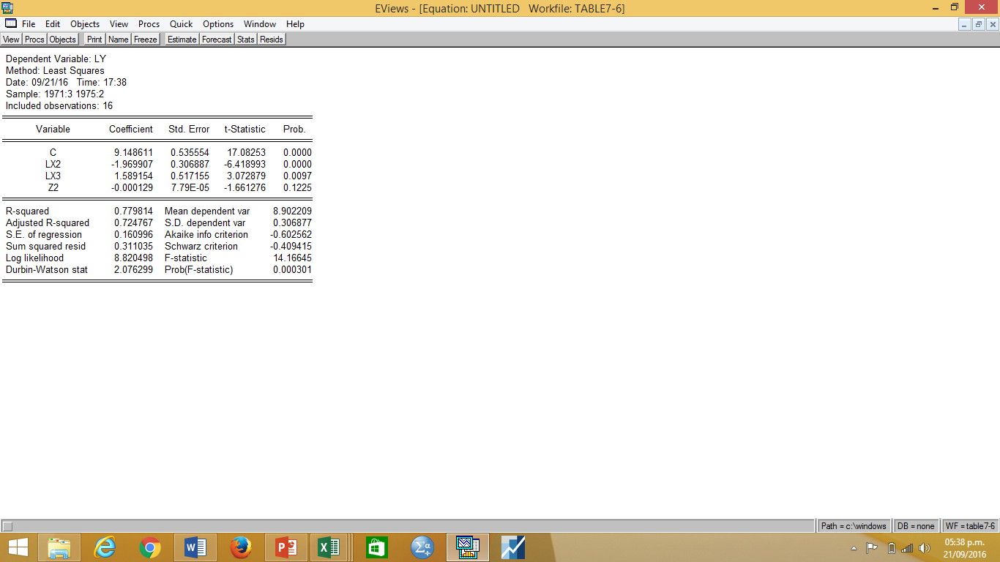 EViews - [Equation: UNTITLED   Workfile: TABLE7-6]
File Edit Objects View Procs Quick Options Window Help
View Procs Objects Print Name Freeze Estimate Forecast Stats Resids
Dependent Variable: LY
Method: Least Squares
Date: 09/21/16   Time: 17:38
Sample: 1971:3 1975:2
Included observations: 16
Variable Coefficient Std. Error t-Statistic Prob.
C 9.148611 0.535554 17.08253 0.0000
LX2 -1.969907 0.306887 -6.418993 0.0000
LX3 1.589154 0.517155 3.072879 0.0097
Z2 -0.000129 7.79E-05 -1.661276 0.1225
R-squared 0.779814 Mean dependent var 8.902209
Adjusted R-squared 0.724767 S.D. dependent var 0.306877
S.E. of regression 0.160996 Akaike info criterion -0.602562
Sum squared resid 0.311035 Schwarz criterion -0.409415
Log likelihood 8.820498 F-statistic 14.16645
Durbin-Watson stat 2.076299 Prob(F-statistic) 0.000301
Path = c:\windows DB = none WF = table7-6
05:38 p.m.
21/09/2016